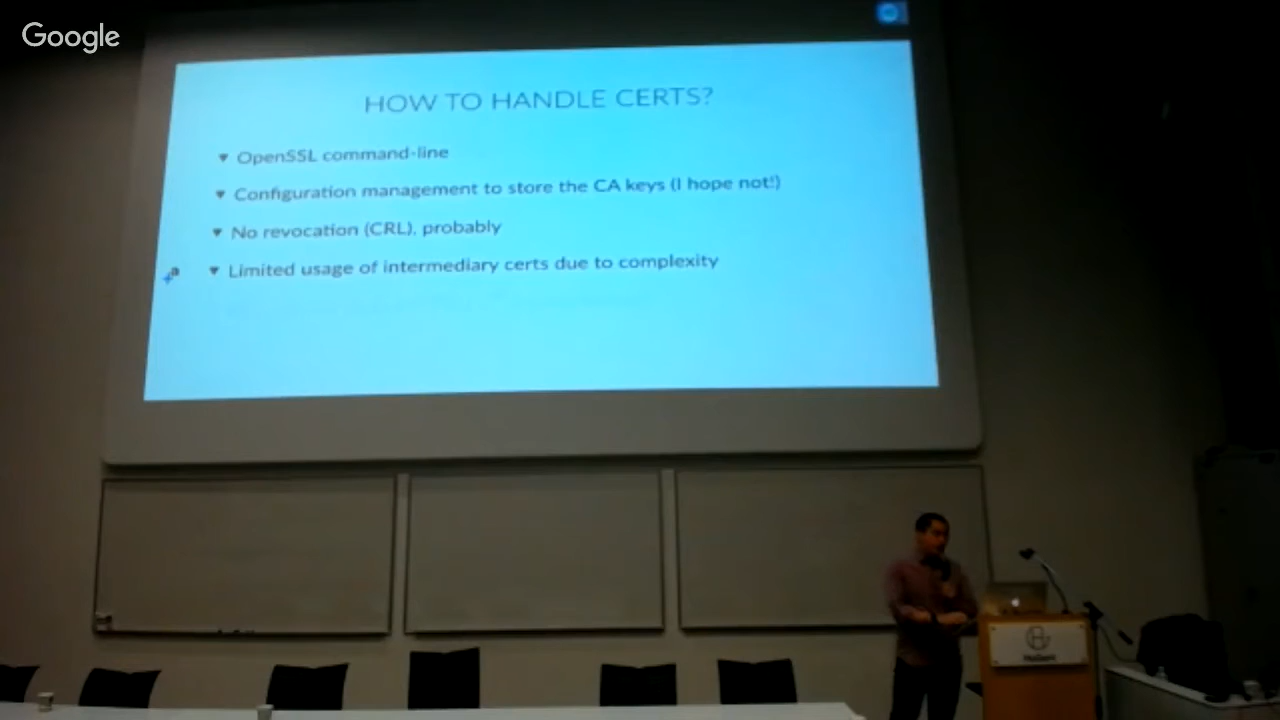 Google
HOW TO HANDLE CERTS?
OpenSSL command-line
Configuration management to store the CA keys (I hope not!)
No revocation (CRL), probably
Limited usage of intermediary certs due to complexity
a